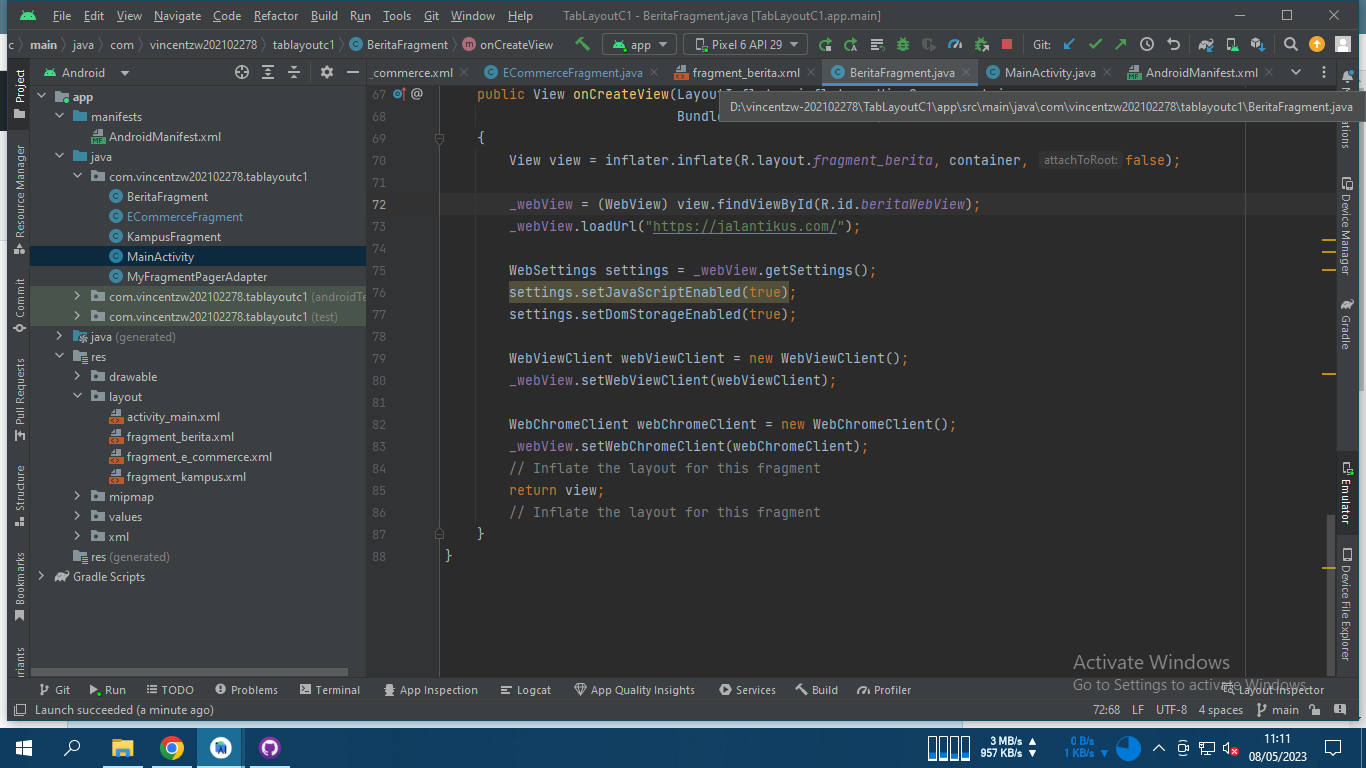 File Edit View Navigate Code Refactor Build Run Tools Git Window Help TabLayoutC1 - BeritaFragment.java [TabLayoutC1.app.main]
c main java com vincentzw202102278 tablayoutc1 BeritaFragment onCreateView app Pixel 6 API 29 Git:
Android
_commerce.xml ECommerceFragment.java fragment_berita.xml BeritaFragment.java MainActivity.java AndroidManifest.xml
D:\vincentzw-202102278\TabLayoutC1\app\src\main\java\com\vincentzw202102278\tablayoutc1\BeritaFragment.java
Project
Resource Manager
Commit
Pull Requests
Structure
Bookmarks
app
manifests
AndroidManifest.xml
java
com.vincentzw202102278.tablayoutc1
BeritaFragment
ECommerceFragment
KampusFragment
MainActivity
MyFragmentPagerAdapter
com.vincentzw202102278.tablayoutc1 (androidTe
com.vincentzw202102278.tablayoutc1 (test)
java (generated)
res
drawable
layout
activity_main.xml
fragment_berita.xml
fragment_e_commerce.xml
fragment_kampus.xml
mipmap
values
xml
res (generated)
Gradle Scripts
67 @ public View onCreateView(
68 Bundle
69 {
70 View view = inflater.inflate(R.layout.fragment_berita, container, attachToRoot: false);
71
72 _webView = (WebView) view.findViewById(R.id.beritaWebView);
73 _webView.loadUrl("https://jalantikus.com/");
74
75 WebSettings settings = _webView.getSettings();
76 settings.setJavaScriptEnabled(true);
77 settings.setDomStorageEnabled(true);
78
79 WebViewClient webViewClient = new WebViewClient();
80 _webView.setWebViewClient(webViewClient);
81
82 WebChromeClient webChromeClient = new WebChromeClient();
83 _webView.setWebChromeClient(webChromeClient);
84 // Inflate the layout for this fragment
85 return view;
86 // Inflate the layout for this fragment
87 }
88 }
Device Manager
Gradle
Emulator
Device File Explorer
Activate Windows
Go to Settings to activate Windows.
Git Run TODO Problems Terminal App Inspection Logcat App Quality Insights Services Build Profiler Layout Inspector
Launch succeeded (a minute ago) 72:68 LF UTF-8 4 spaces main
3 MB/s 957 KB/s 0 B/s 1 KB/s
11:11
08/05/2023